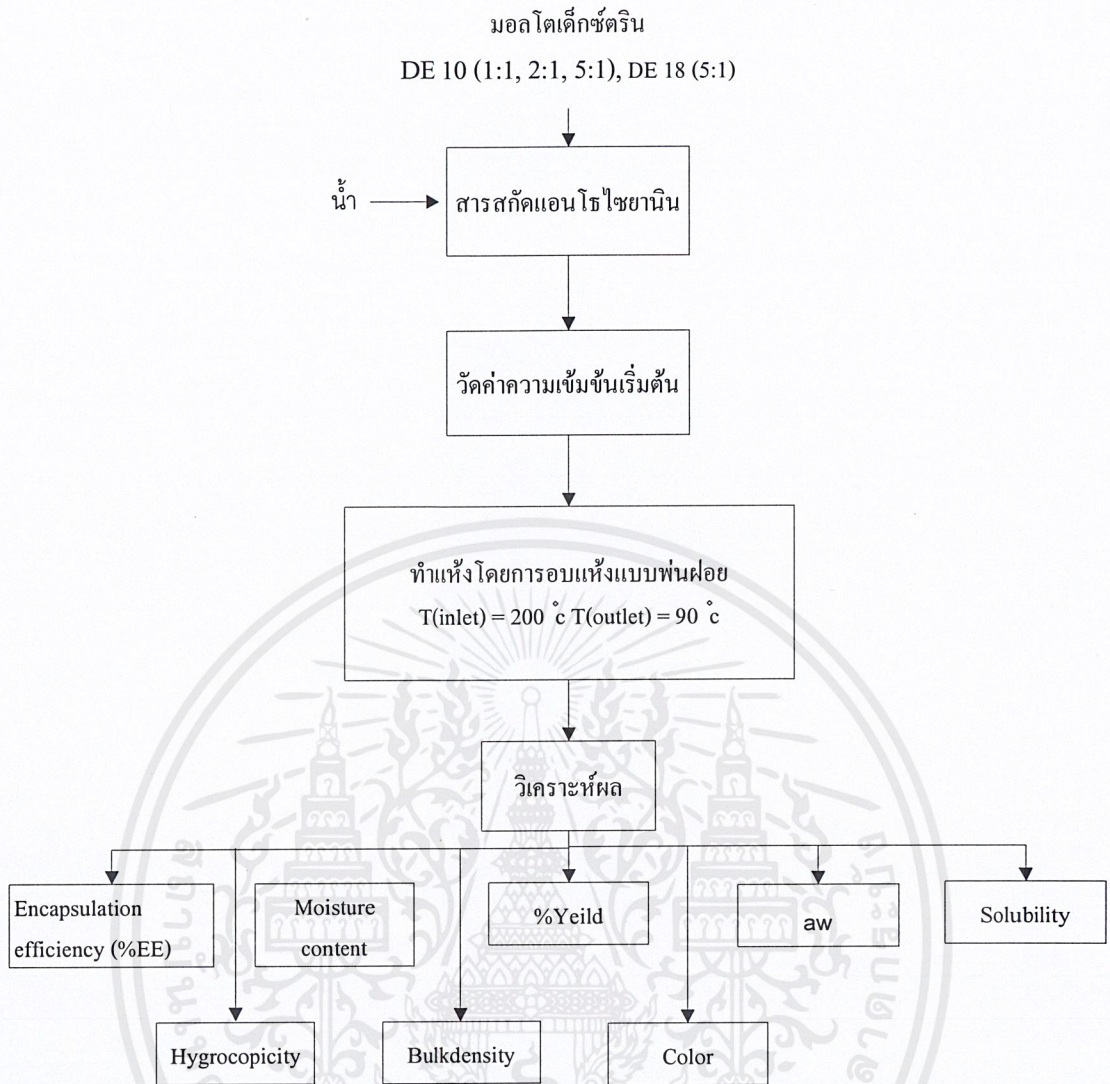 มอลโตเด็กซ์ตริน
DE 10 (1:1, 2:1, 5:1), DE 18 (5:1)
น้ำ
สารสกัดแอนโธไซยานิน
วัดค่าความเข้มข้นเริ่มต้น
ทำแห้งโดยการอบแห้งแบบพ่นฝอย
T(inlet) = 200 °c T(outlet) = 90 °c
วิเคราะห์ผล
Encapsulation
efficiency (%EE)
Moisture
content
%Yeild
aw
Solubility
Hygrocopicity
Bulkdensity
Color